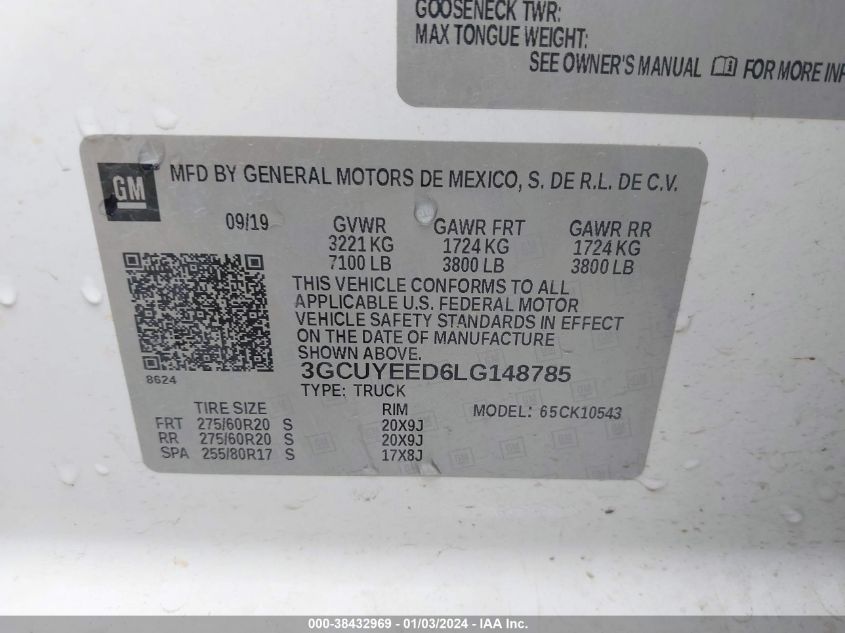 GOOSENECK TWR:
MAX TONGUE WEIGHT:
SEE OWNER'S MANUAL FOR MORE INF
GM MFD BY GENERAL MOTORS DE MEXICO, S. DE R.L. DE C.V.
09/19 GVWR GAWR FRT GAWR RR
3221 KG 1724 KG 1724 KG
7100 LB 3800 LB 3800 LB
THIS VEHICLE CONFORMS TO ALL
APPLICABLE U.S. FEDERAL MOTOR
VEHICLE SAFETY STANDARDS IN EFFECT
ON THE DATE OF MANUFACTURE
SHOWN ABOVE.
8624 3GCUYEED6LG148785
TYPE: TRUCK
TIRE SIZE RIM MODEL: 65CK10543
FRT 275/60R20 S 20X9J
RR 275/60R20 S 20X9J
SPA 255/80R17 S 17X8J
000-38432969 - 01/03/2024 - IAA Inc.